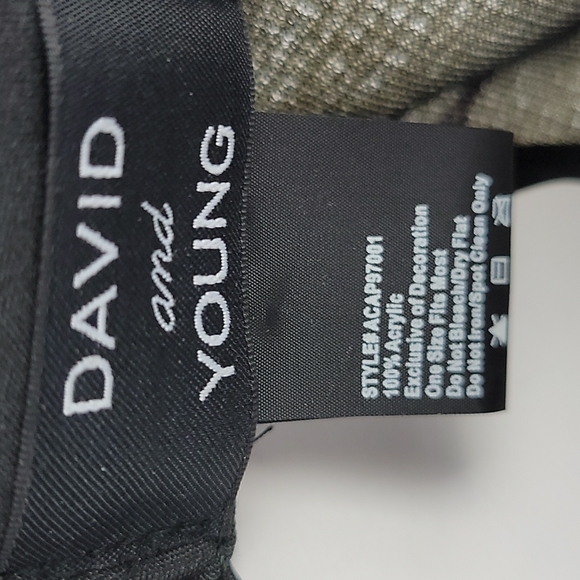 DAVID
and
YOUNG
STYLE# ACAP97001
100% Acrylic
Exclusive of Decoration
One Size Fits Most
Do Not Bleach/Dry Flat
Do Not Iron/Spot Clean Only